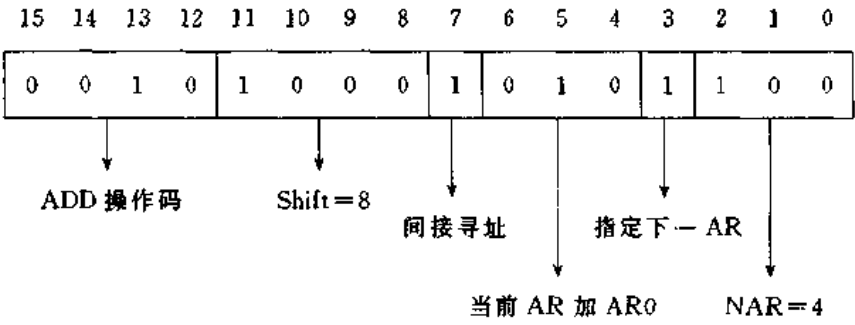 15 14 13 12 11 10 9 8 7 6 5 4 3 2 1 0
0 0 1 0 1 0 0 0 1 0 1 0 1 1 0 0
ADD 操作码 Shift=8
间接寻址 指定下一 AR
当前 AR 加 AR0 NAR=4